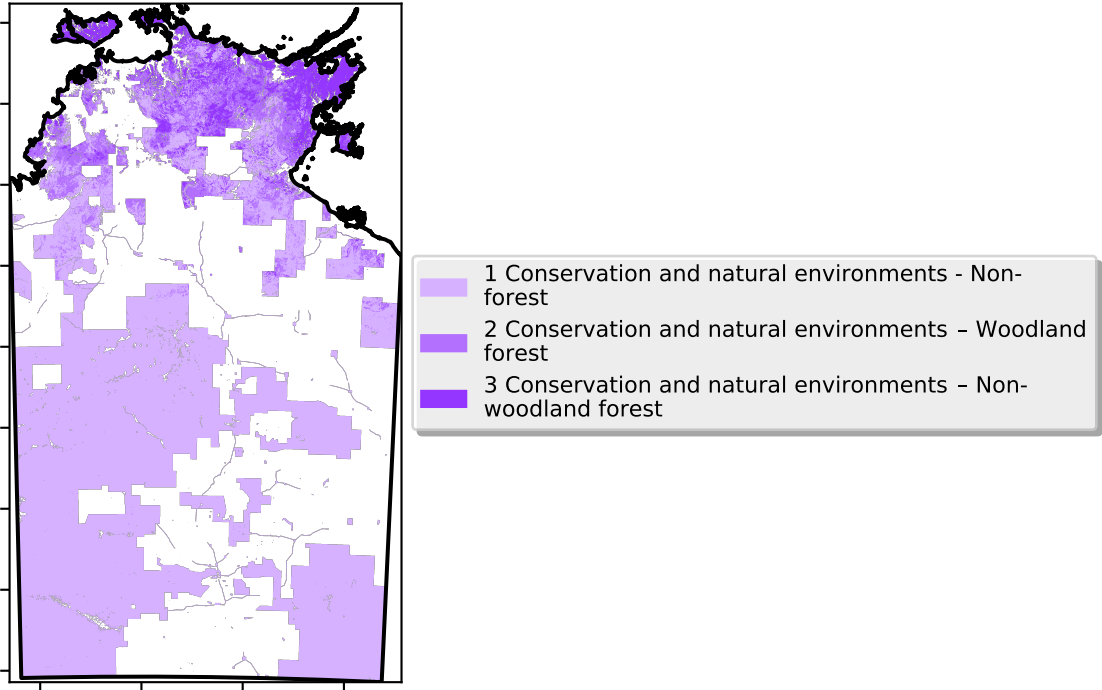 1 Conservation and natural environments - Non-
forest
2 Conservation and natural environments – Woodland
forest
3 Conservation and natural environments – Non-
woodland forest